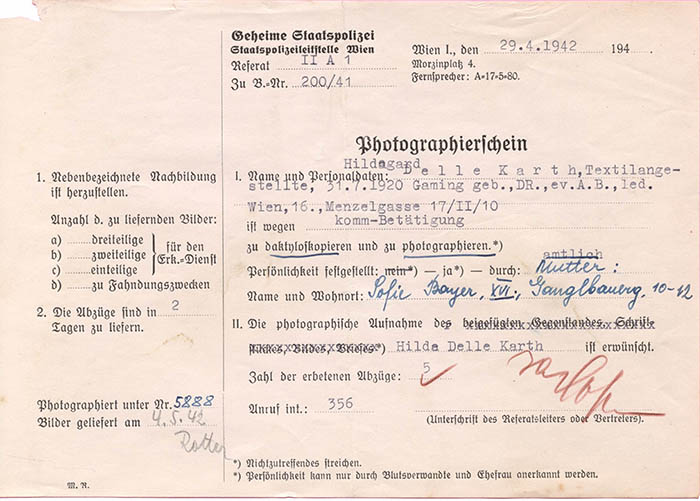 Geheime Staatspolizei
Staatspolizeileitstelle Wien
Referat II A 1
Zu B.-Nr. 200/41
Wien I., den 29.4.1942 194
Morzinplatz 4.
Fernsprecher: A=17=5=80.
Photographierschein
1. Nebenbezeichnete Nachbildung
ist herzustellen.
Anzahl d. zu liefernden Bilder:
a) dreiteilige
b) zweiteilige
c) einteilige
für den
Erk.=Dienst
d) zu Fahndungszwecken
2. Die Abzüge sind in 2
Tagen zu liefern.
Photographiert unter Nr. 5888
Bilder geliefert am 4.5.42
Rotter
M. R.
Hildegard
I. Name und Personaldaten: Delle Karth, Textilange-
stellte, 31.7.1920 Gaming geb., DR., ev.A.B., led.
Wien,16., Menzelgasse 17/II/10
ist wegen komm-Betätigung
zu daktyloskopieren und zu photographieren.*)
amtlich
Persönlichkeit festgestellt: nein*) — ja*) — durch: Mutter:
Name und Wohnort: Sofie Bayer, XVI., Ganglbauerg. 10-12
II. Die photographische Aufnahme des beigefügten Gegenstandes, Schrift-
stückes, Bildes, Briefes*) Hilde Delle Karth ist erwünscht.
Zahl der erbetenen Abzüge: 5
Anruf int.: 356
(Unterschrift des Referatsleiters oder Vertreters).
*) Nichtzutreffendes streichen.
*) Persönlichkeit kann nur durch Blutsverwandte und Ehefrau anerkannt werden.